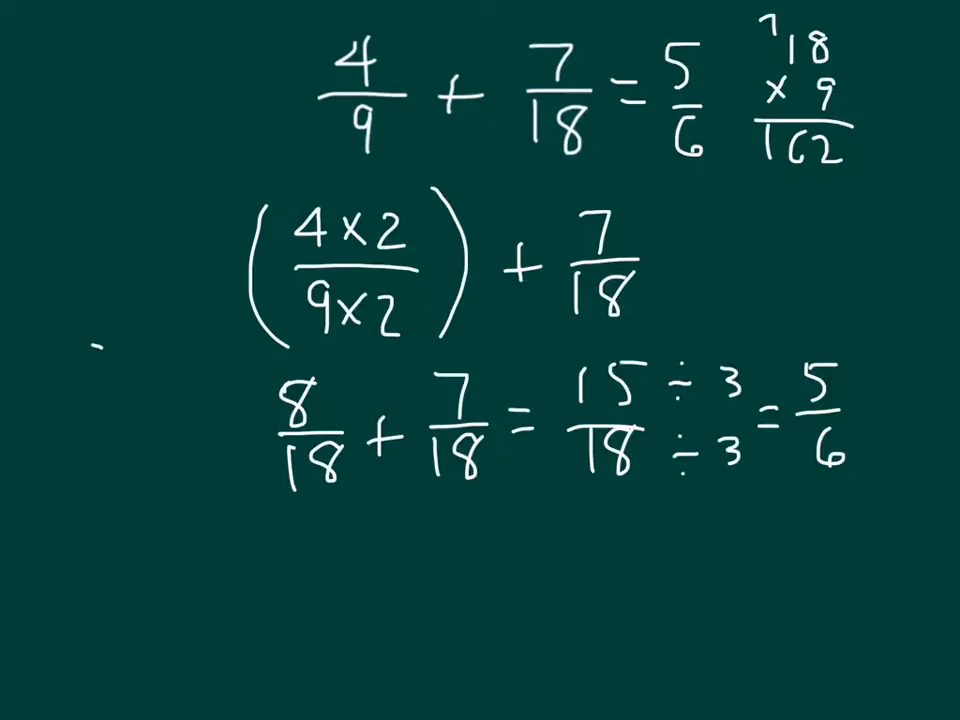 4/9 + 7/18 = 5/6
7
18
× 9
162
(4×2/9×2) + 7/18
8/18 + 7/18 = 15 ÷ 3/18 ÷ 3 = 5/6